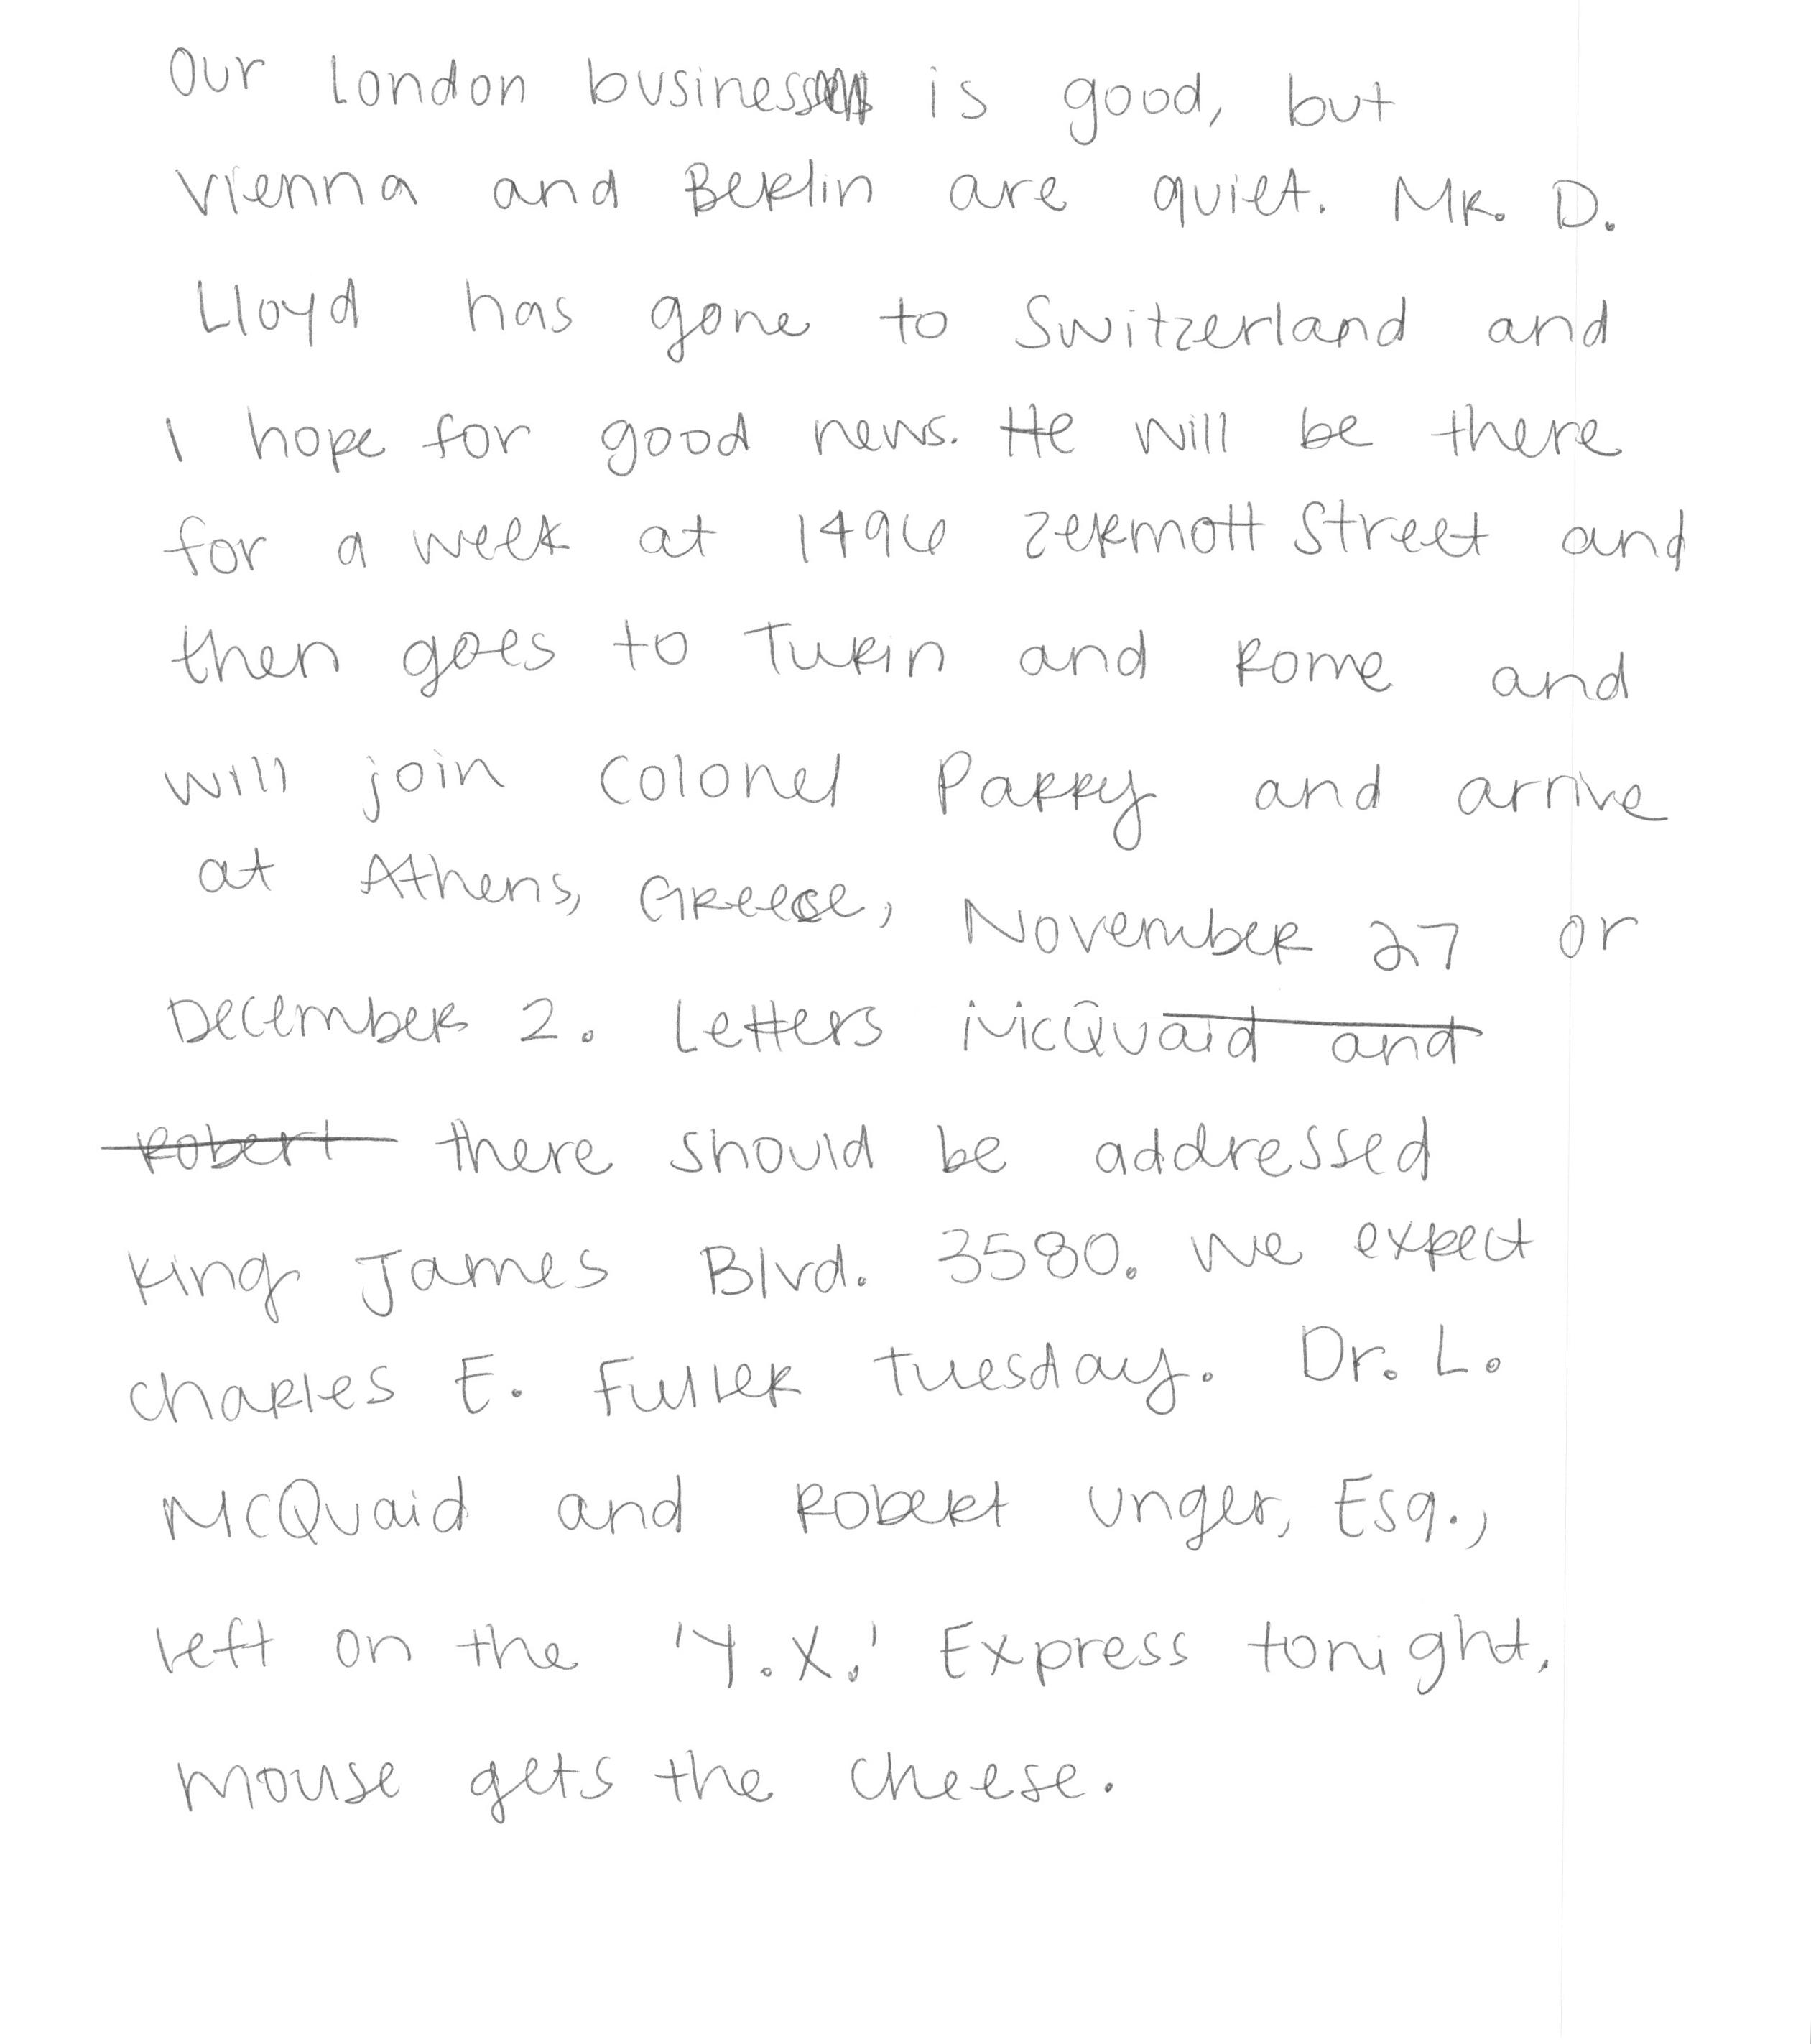 Our London business is good, but
Vienna and Berlin are quiet. Mr. D.
Lloyd has gone to Switzerland and
I hope for good news. He will be there
for a week at 1496 Zermott Street and
then goes to Turin and Rome and
will join Colonel Parry and arrive
at Athens, Greece, November 27 or
December 2. Letters McQuaid and
Robert there should be addressed
King James Blvd. 3580. We expect
Charles E. Fuller Tuesday. Dr. L.
McQuaid and Robert Unger, Esq.,
left on the 'Y.X.' Express tonight.
Mouse gets the cheese.